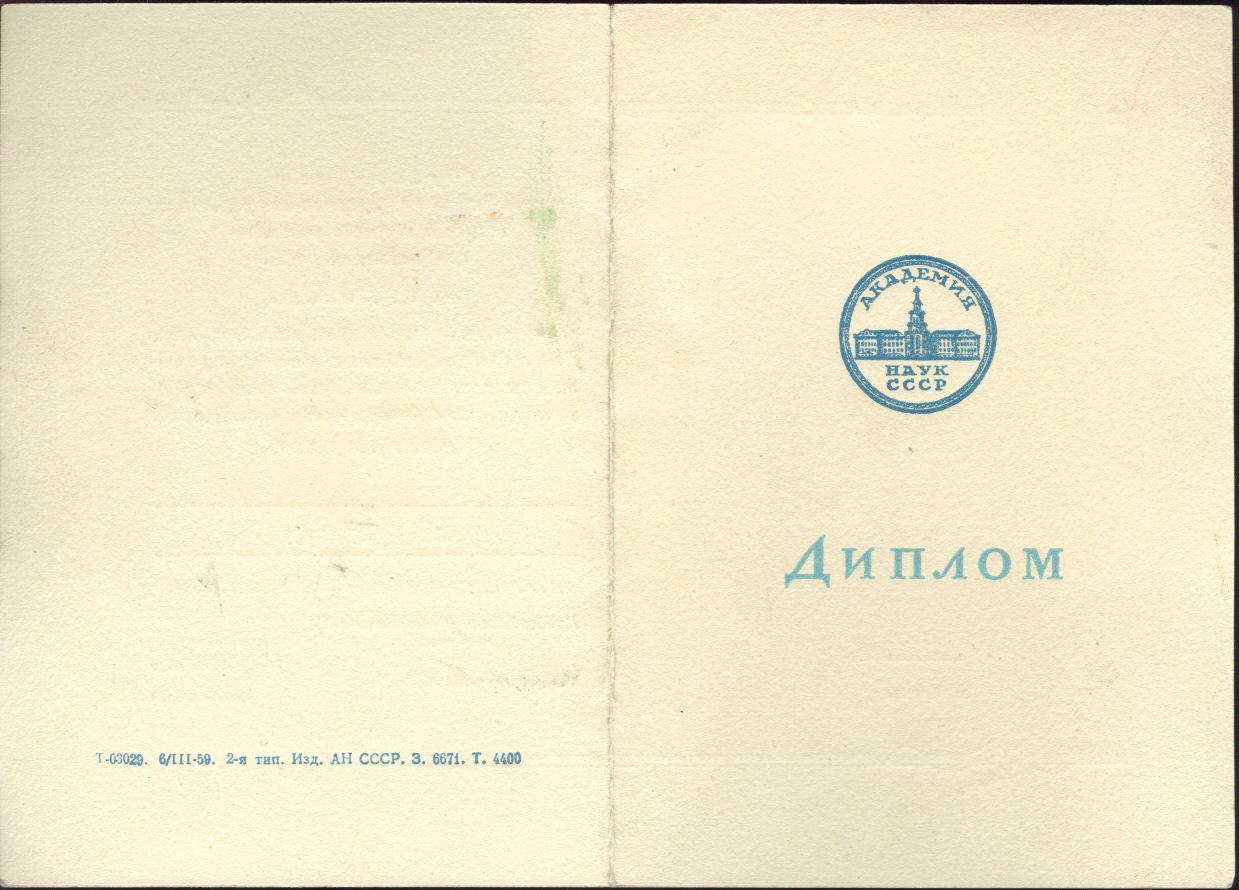 Т-03029. 6/III-59. 2-я тип. Изд. АН СССР. З. 6671. Т. 4400
АКАДЕМИЯ
НАУК
СССР
Диплом